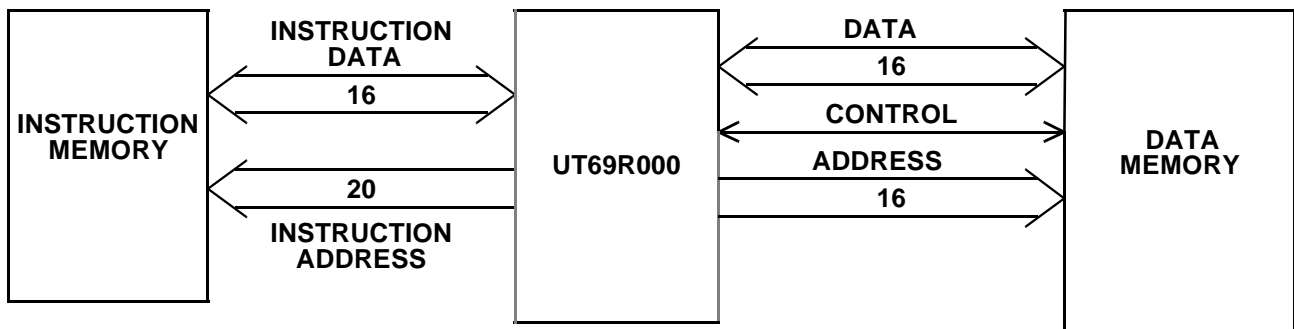 INSTRUCTION
DATA
16
INSTRUCTION
MEMORY
20
INSTRUCTION
ADDRESS
UT69R000
DATA
16
CONTROL
ADDRESS
16
DATA
MEMORY